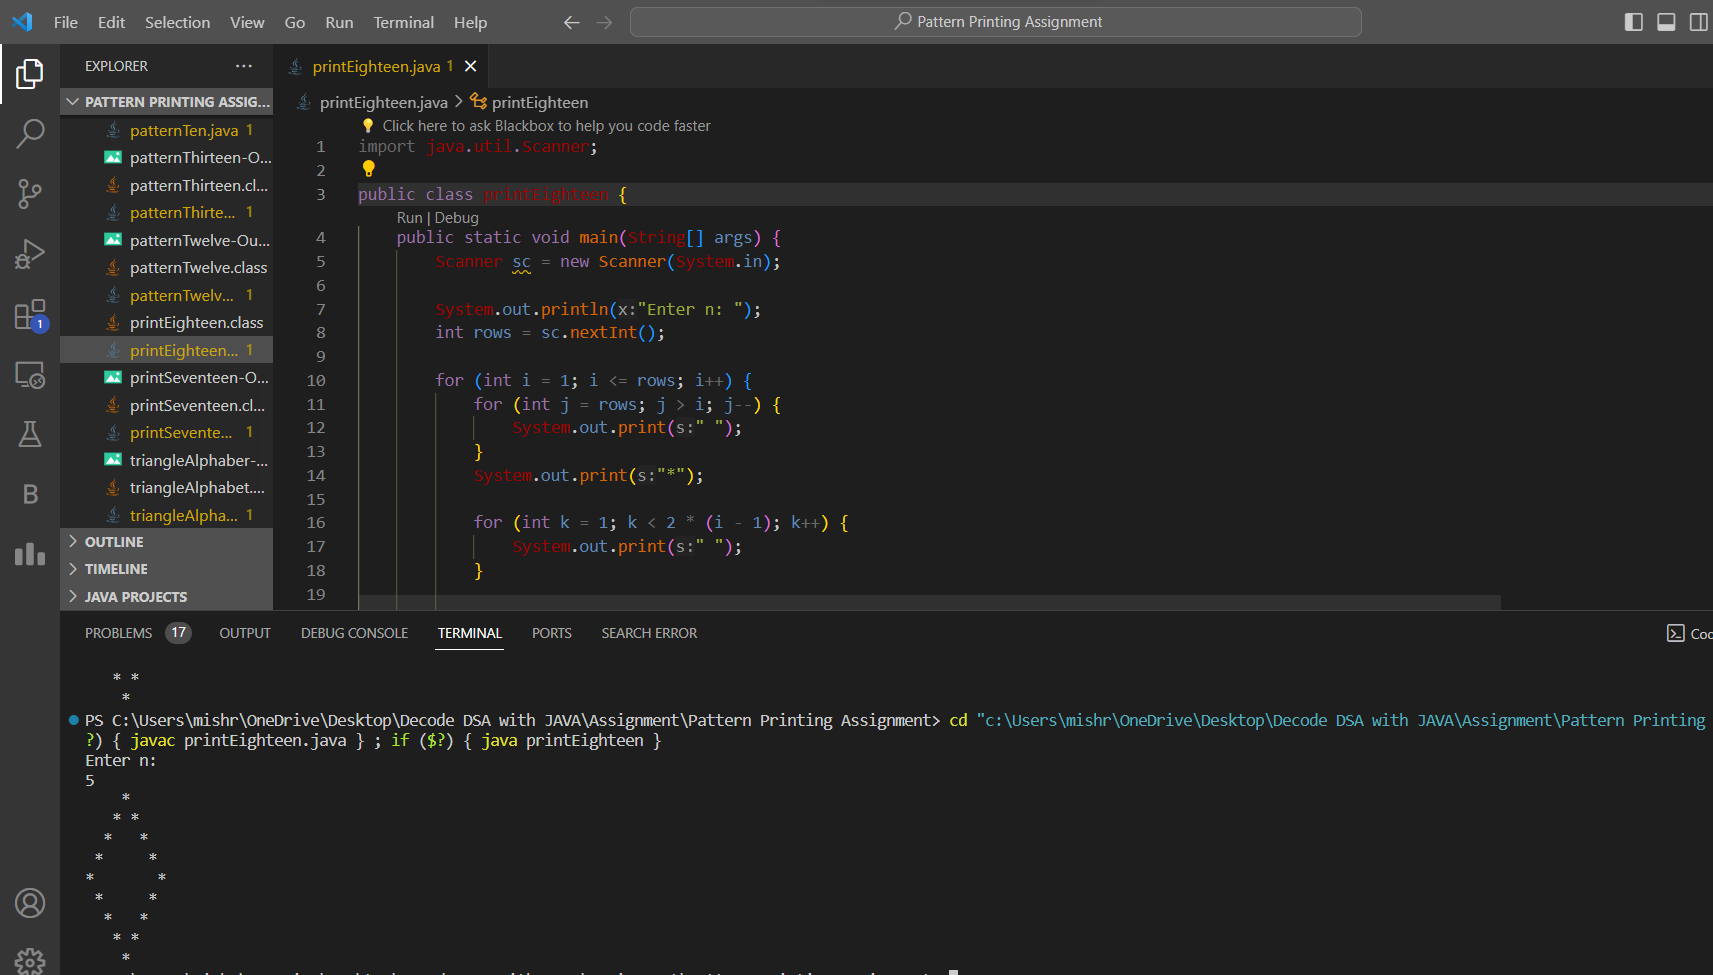 File Edit Selection View Go Run Terminal Help
Pattern Printing Assignment
EXPLORER
PATTERN PRINTING ASSIG...
patternTen.java 1
patternThirteen-O...
patternThirteen.cl...
patternThirte... 1
patternTwelve-Ou...
patternTwelve.class
patternTwelv... 1
printEighteen.class
printEighteen... 1
printSeventeen-O...
printSeventeen.cl...
printSevente... 1
triangleAlphaber-...
triangleAlphabet....
triangleAlpha... 1
OUTLINE
TIMELINE
JAVA PROJECTS
1
B
printEighteen.java 1
printEighteen.java > printEighteen
Click here to ask Blackbox to help you code faster
1 import java.util.Scanner;
2
3 public class printEighteen {
Run | Debug
4 public static void main(String[] args) {
5 Scanner sc = new Scanner(System.in);
6
7 System.out.println(x:"Enter n: ");
8 int rows = sc.nextInt();
9
10 for (int i = 1; i <= rows; i++) {
11 for (int j = rows; j > i; j--) {
12 System.out.print(s:" ");
13 }
14 System.out.print(s:"*");
15
16 for (int k = 1; k < 2 * (i - 1); k++) {
17 System.out.print(s:" ");
18 }
19
PROBLEMS 17 OUTPUT DEBUG CONSOLE TERMINAL PORTS SEARCH ERROR
* *
*
PS C:\Users\mishr\OneDrive\Desktop\Decode DSA with JAVA\Assignment\Pattern Printing Assignment> cd "c:\Users\mishr\OneDrive\Desktop\Decode DSA with JAVA\Assignment\Pattern Printing
?) { javac printEighteen.java } ; if ($?) { java printEighteen }
Enter n:
5
*
* *
*   *
*     *
*       *
*     *
*   *
* *
*